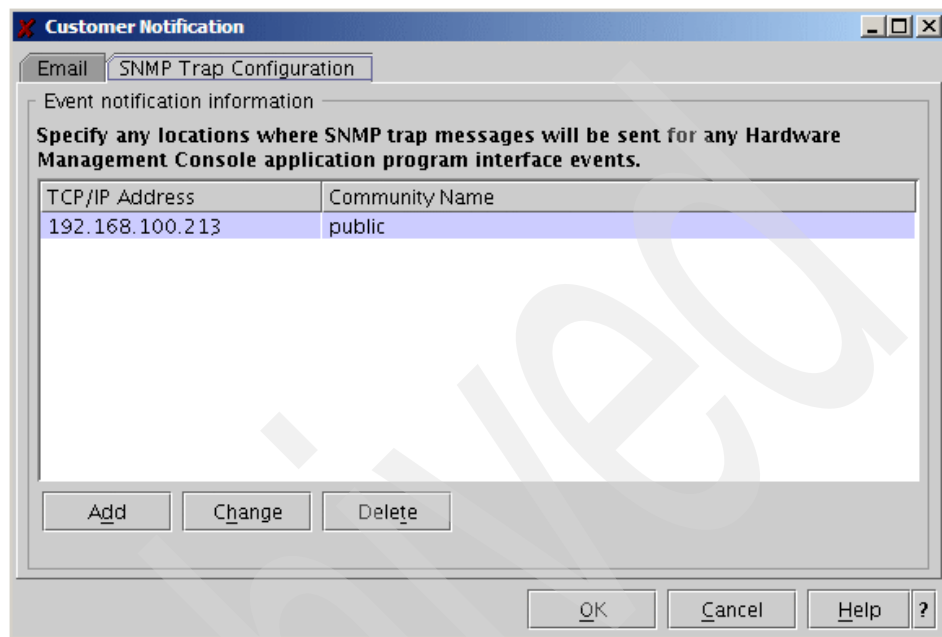 Customer Notification
Email
SNMP Trap Configuration
Event notification information
Specify any locations where SNMP trap messages will be sent for any Hardware
Management Console application program interface events.
TCP/IP Address Community Name
192.168.100.213 public
Add Change Delete
OK Cancel Help ?
hived